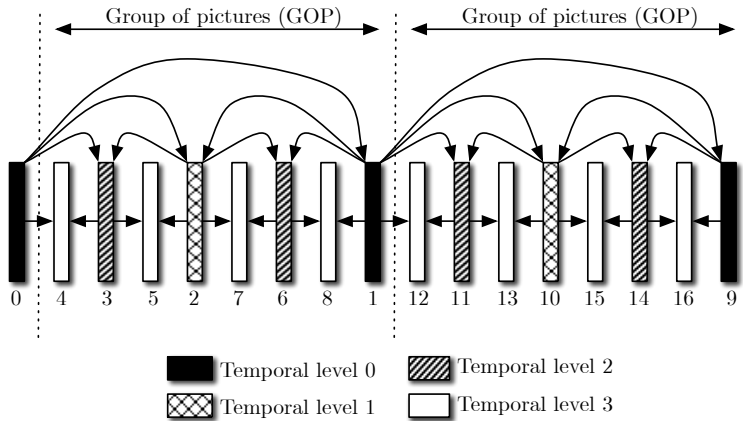 Group of pictures (GOP) Group of pictures (GOP)
0 4 3 5 2 7 6 8 1 12 11 13 10 15 14 16 9
Temporal level 0 Temporal level 2
Temporal level 1 Temporal level 3